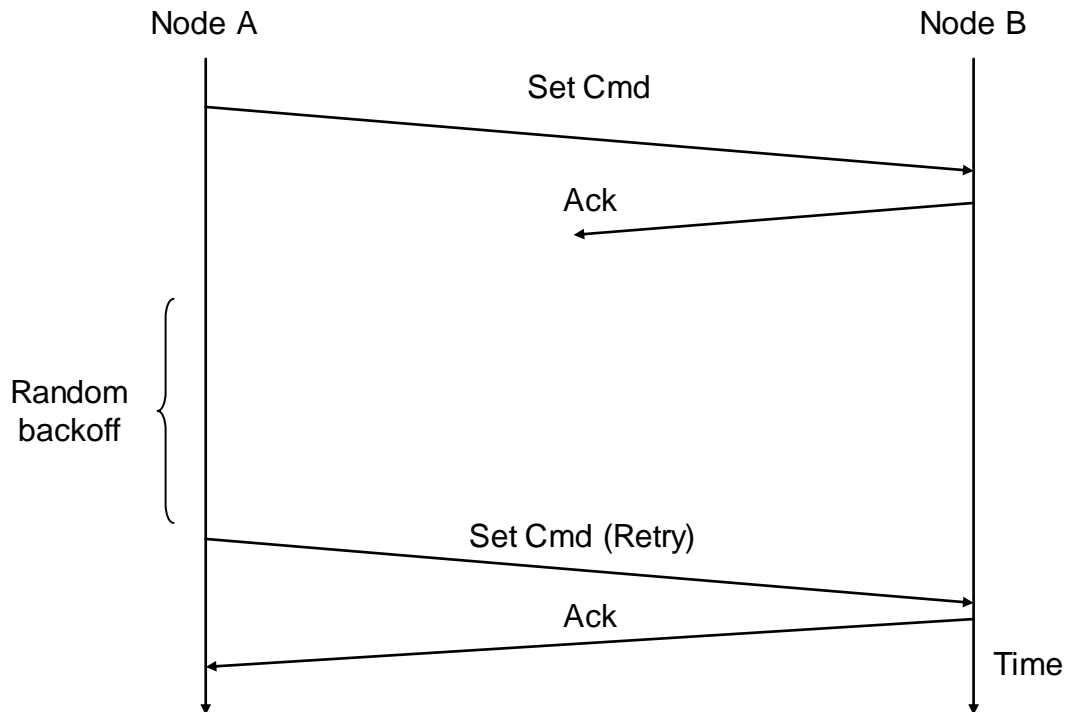 Node A
Node B
Set Cmd
Ack
Random
backoff
Set Cmd (Retry)
Ack
Time